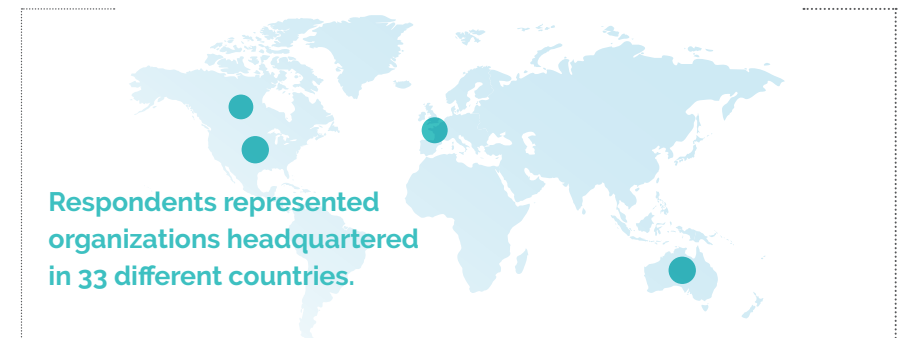 Respondents represented
organizations headquartered
in 33 different countries.